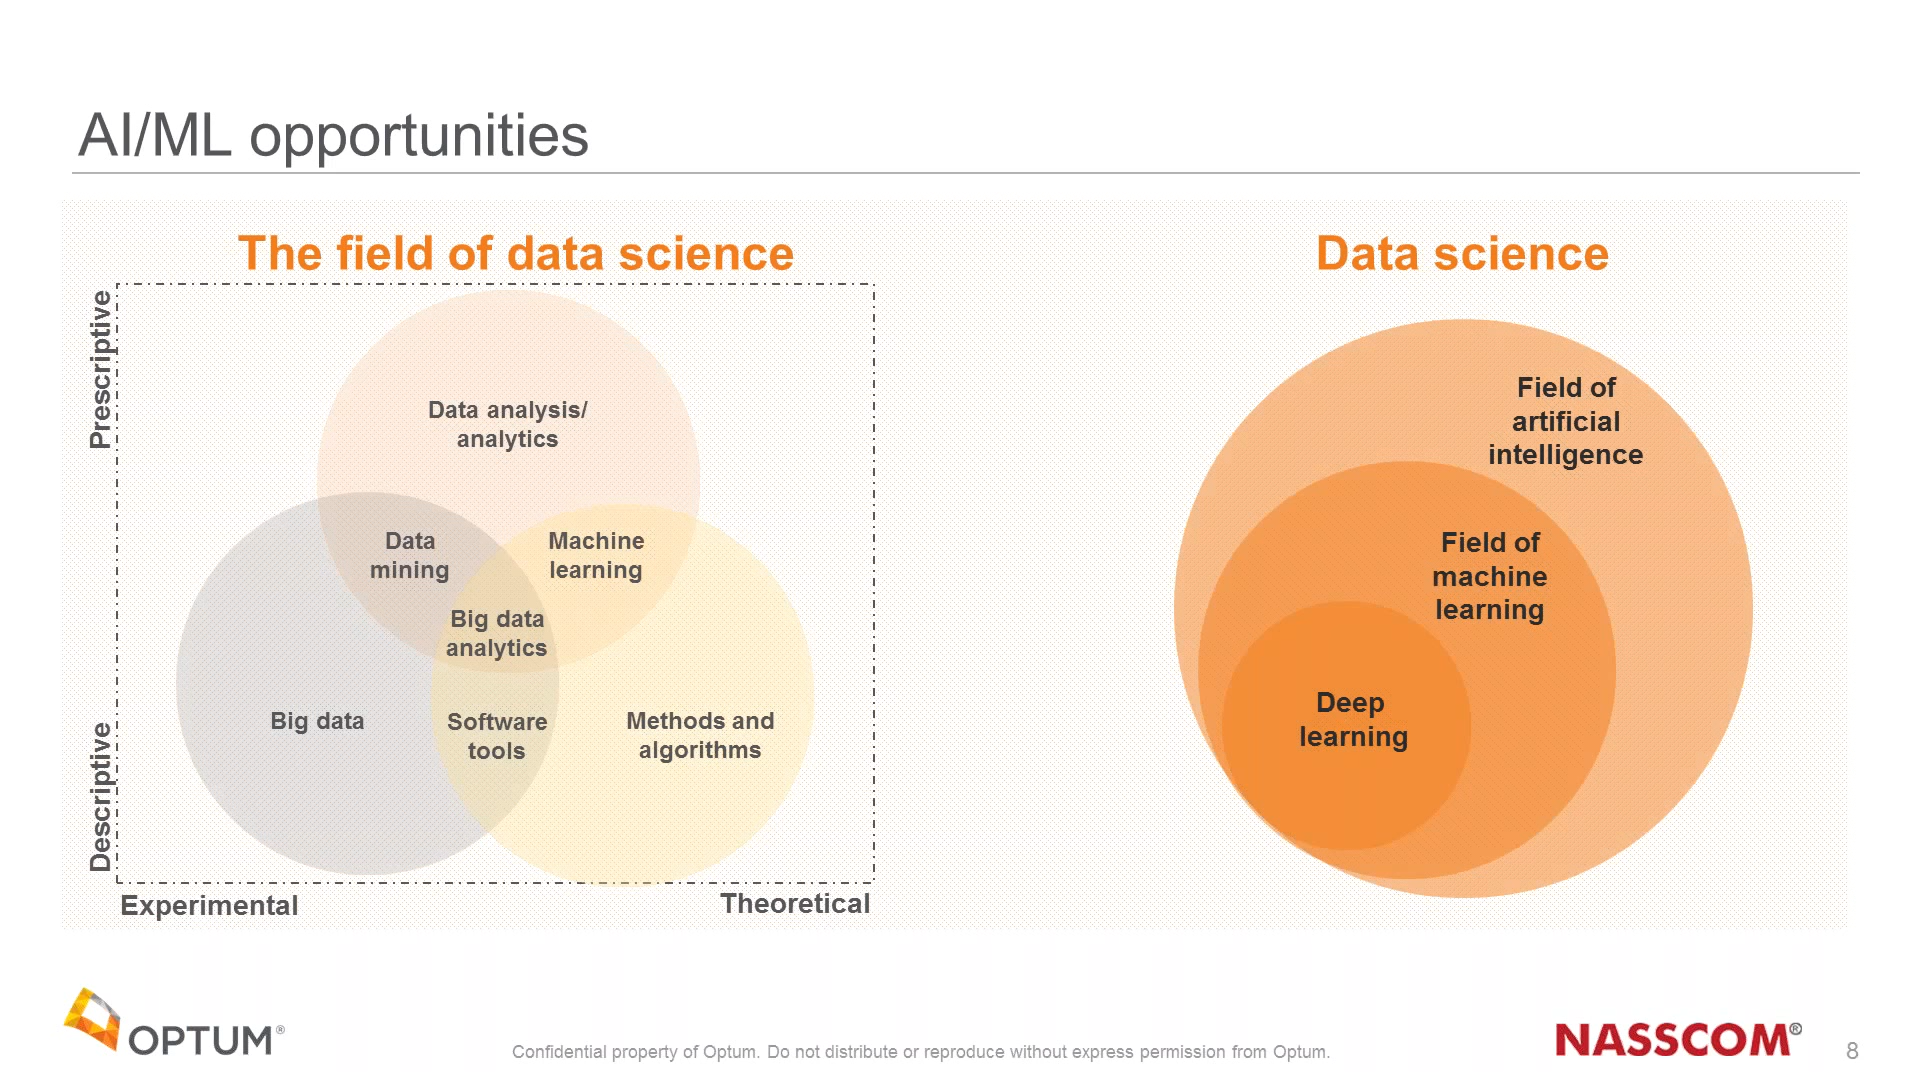 AI/ML opportunities
The field of data science
Prescriptive
Descriptive
Data analysis/
analytics
Data
mining
Machine
learning
Big data
analytics
Big data
Software
tools
Methods and
algorithms
Experimental
Theoretical
Data science
Field of
artificial
intelligence
Field of
machine
learning
Deep
learning
OPTUM®
Confidential property of Optum. Do not distribute or reproduce without express permission from Optum.
NASSCOM®
8